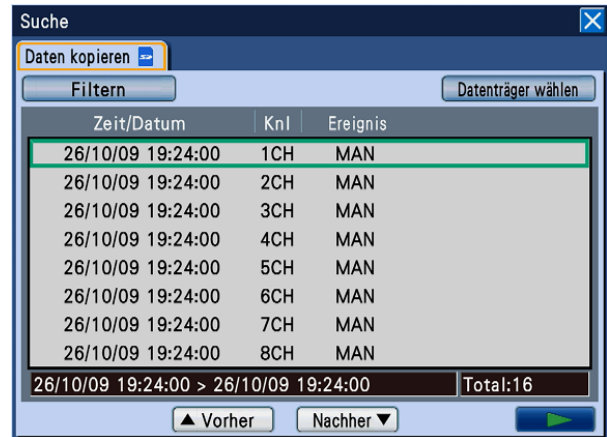 Suche
Daten kopieren
Filtern Datenträger wählen
Zeit/Datum Knl Ereignis
26/10/09 19:24:00 1CH MAN
26/10/09 19:24:00 2CH MAN
26/10/09 19:24:00 3CH MAN
26/10/09 19:24:00 4CH MAN
26/10/09 19:24:00 5CH MAN
26/10/09 19:24:00 6CH MAN
26/10/09 19:24:00 7CH MAN
26/10/09 19:24:00 8CH MAN
26/10/09 19:24:00 > 26/10/09 19:24:00 Total:16
▲ Vorher Nachher ▼